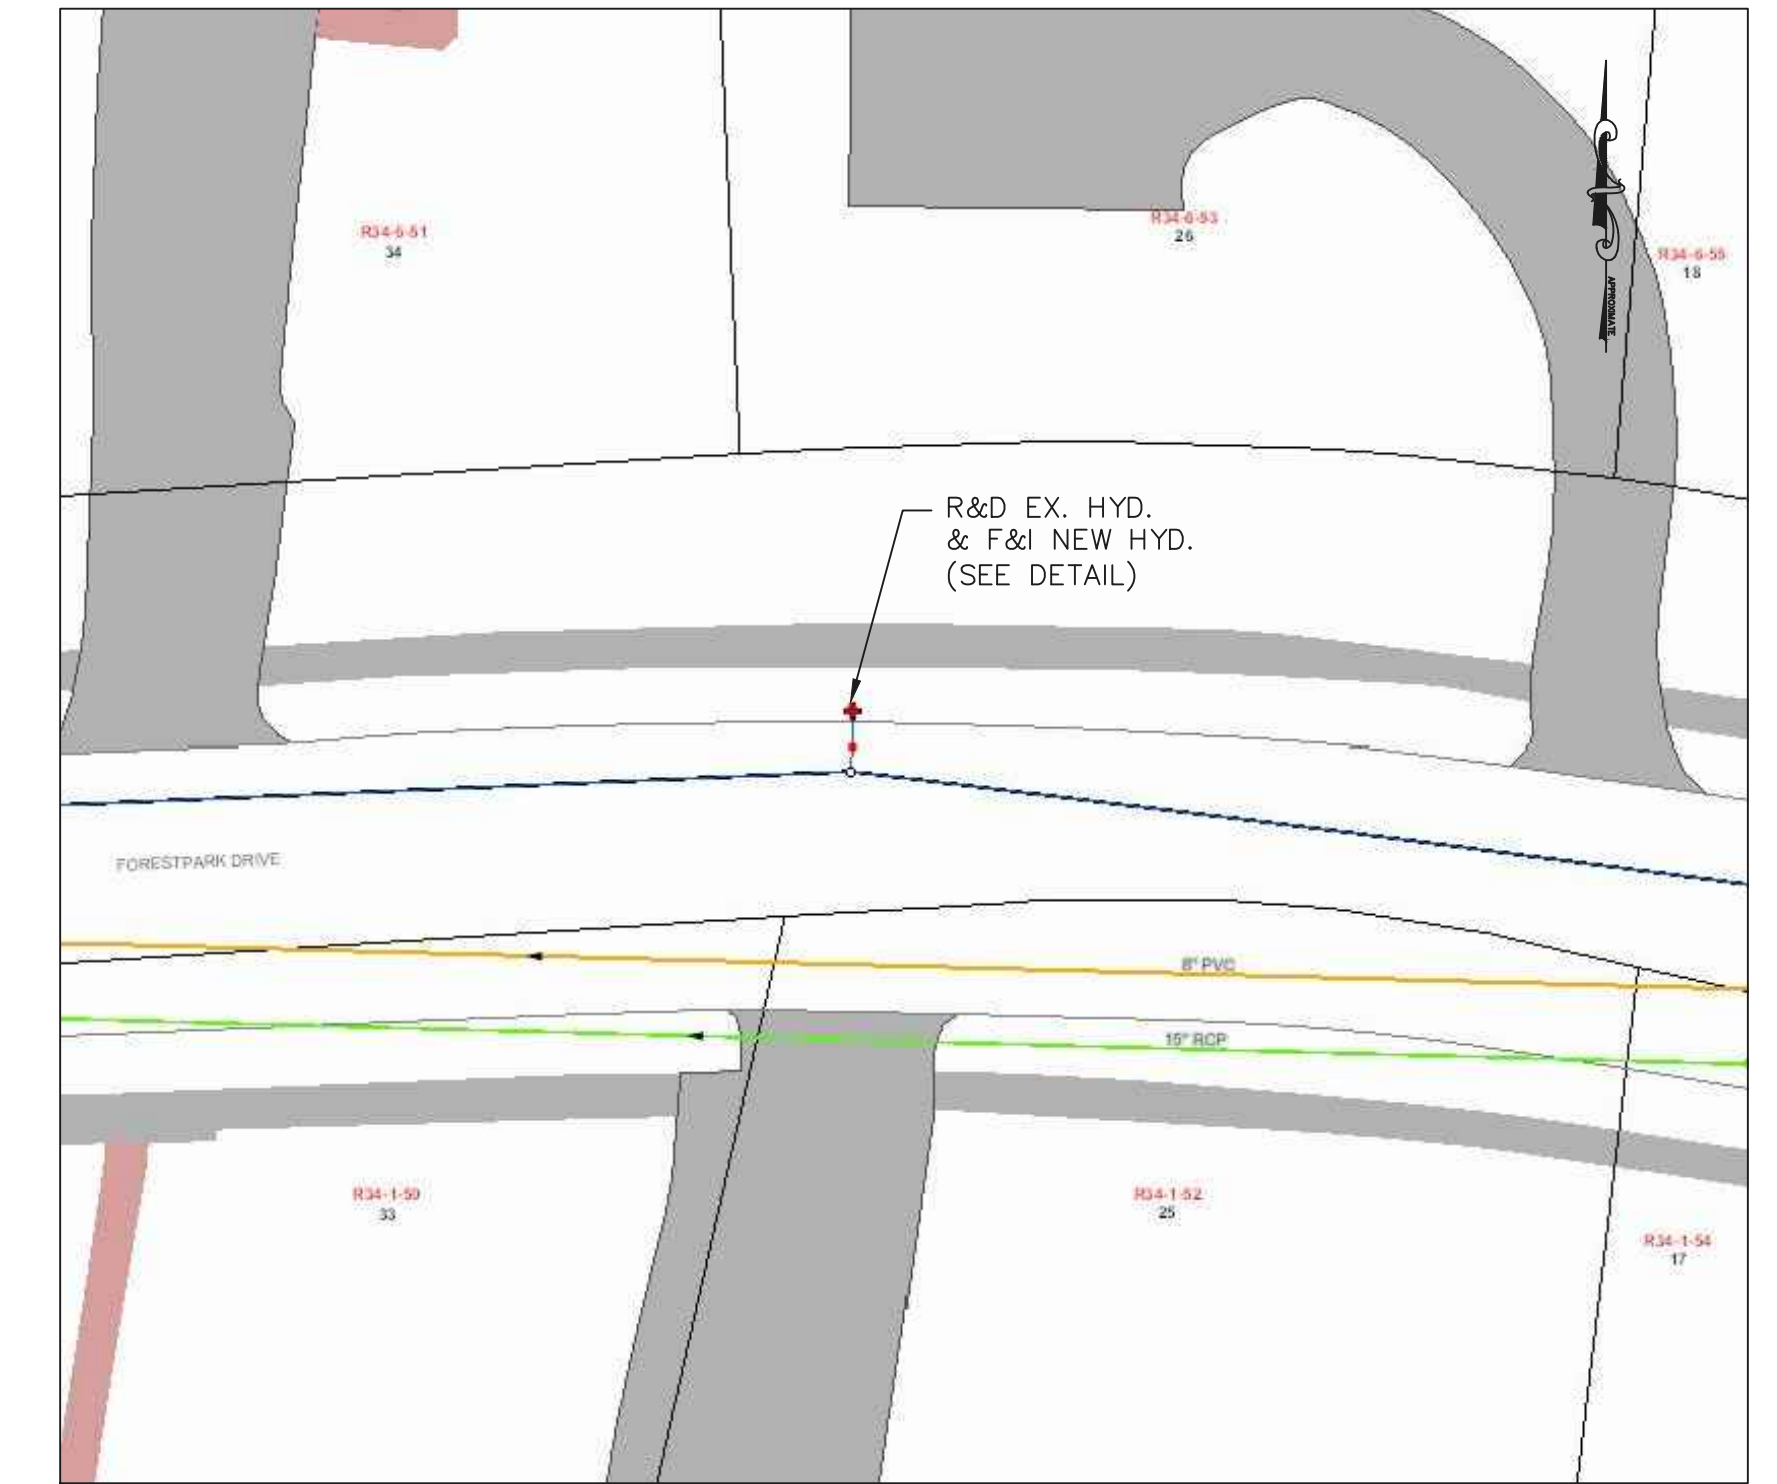 R34-6-51
34
R34-6-53
26
R34-6-55
18
APPROXIMATE
R&D EX. HYD.
& F&I NEW HYD.
(SEE DETAIL)
FORESTPARK DRIVE
8" PVC
15" RCP
R34-1-50
33
R34-1-52
25
R34-1-54
17